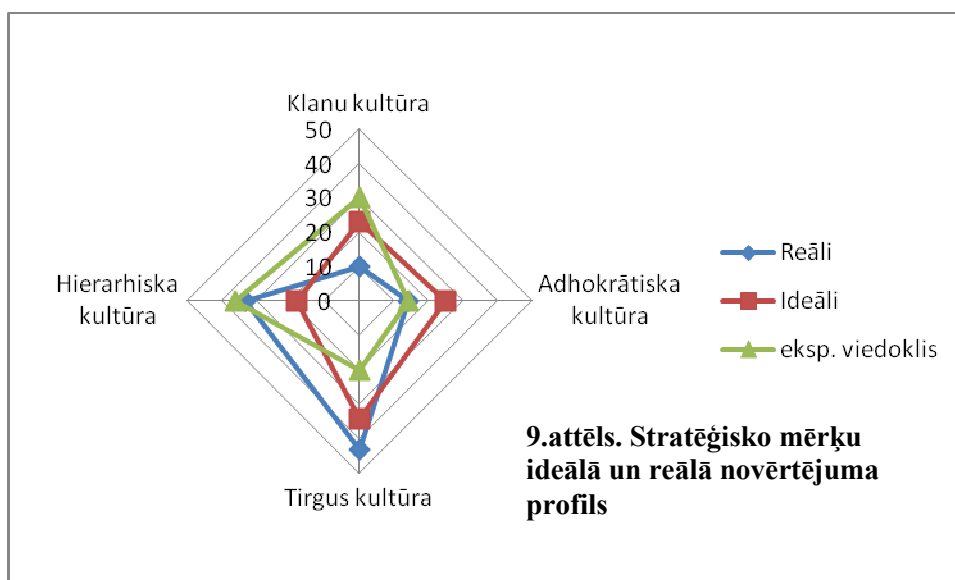 Klanu kultūra
50
40
30
20
10
0
Hierarhiska
kultūra
Adhokrātiska
kultūra
Tirgus kultūra
Reāli
Ideāli
eksp. viedoklis
9.attēls. Stratēģisko mērķu
ideālā un reālā novērtējuma
profils